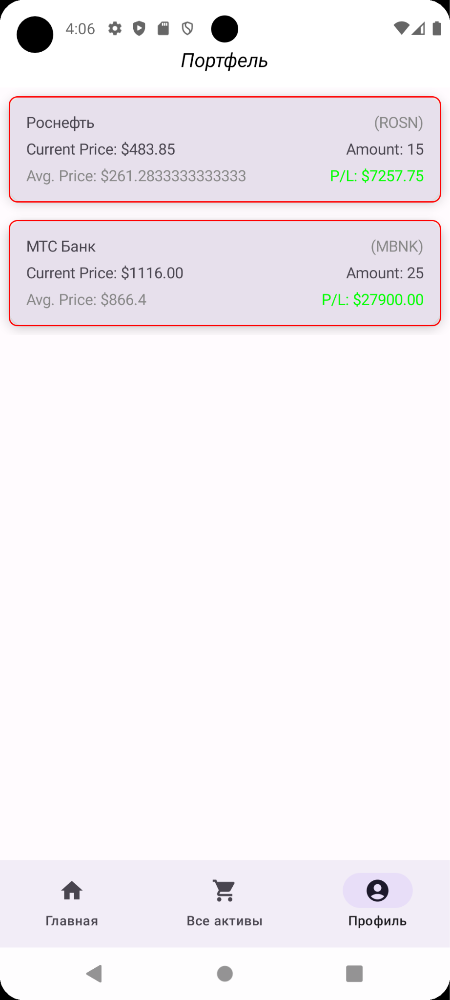 4:06
Портфель
Роснефть (ROSN)
Current Price: $483.85 Amount: 15
Avg. Price: $261.2833333333333 P/L: $7257.75
МТС Банк (MBNK)
Current Price: $1116.00 Amount: 25
Avg. Price: $866.4 P/L: $27900.00
Главная Все активы Профиль